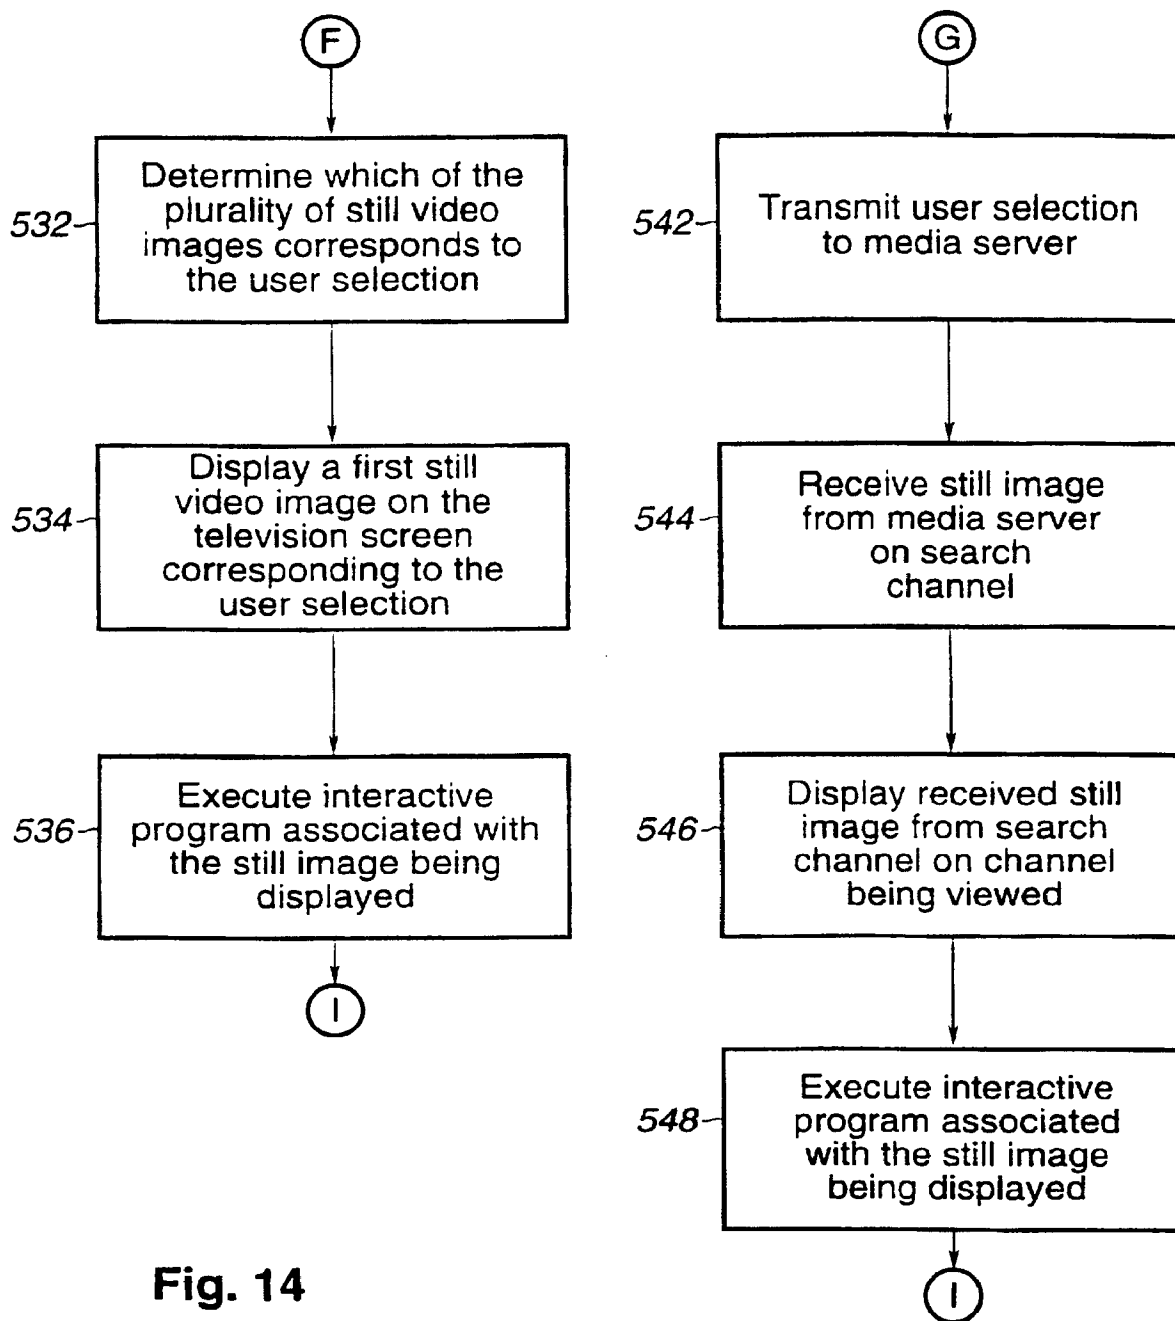 F
532
Determine which of the
plurality of still video
images corresponds to
the user selection
534
Display a first still
video image on the
television screen
corresponding to the
user selection
536
Execute interactive
program associated with
the still image being
displayed
I
G
542
Transmit user selection
to media server
544
Receive still image
from media server
on search
channel
546
Display received still
image from search
channel on channel
being viewed
548
Execute interactive
program associated
with the still image
being displayed
I
Fig. 14